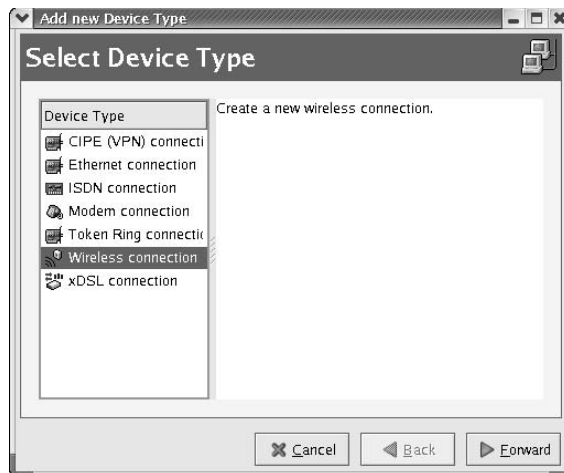 Add new Device Type
Select Device Type
Device Type
CIPE (VPN) connecti
Ethernet connection
ISDN connection
Modem connection
Token Ring connectic
Wireless connection
xDSL connection
Create a new wireless connection.
Cancel
Back
Forward